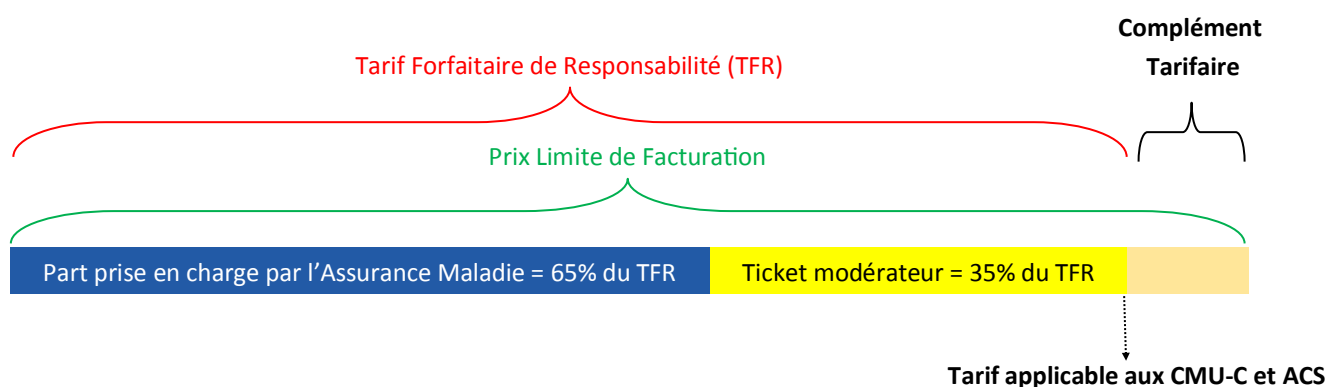 Complément
Tarifaire
Tarif Forfaitaire de Responsabilité (TFR)
Prix Limite de Facturation
Part prise en charge par l’Assurance Maladie = 65% du TFR
Ticket modérateur = 35% du TFR
Tarif applicable aux CMU-C et ACS